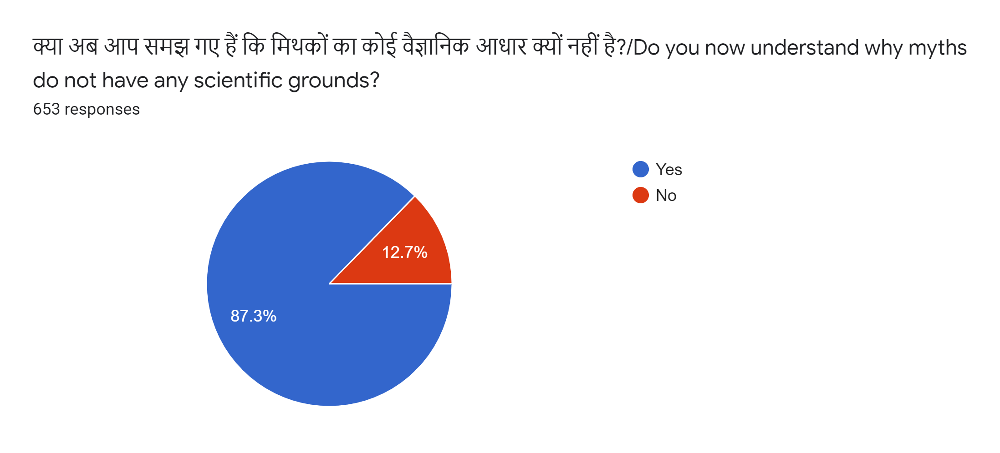 क्या अब आप समझ गए हैं कि मिथकों का कोई वैज्ञानिक आधार क्यों नहीं है?/Do you now understand why myths
do not have any scientific grounds?
653 responses
Yes
No
12.7%
87.3%